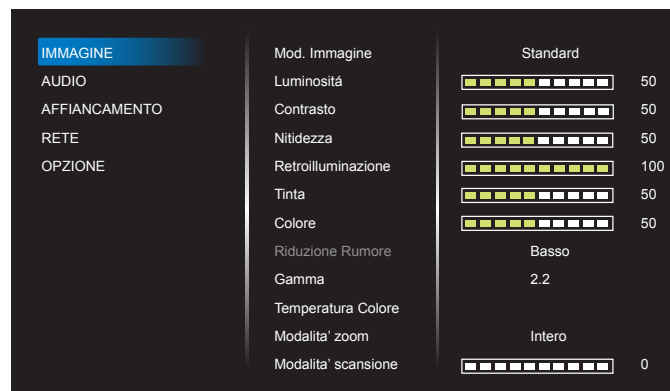 IMMAGINE
AUDIO
AFFIANCAMENTO
RETE
OPZIONE
Mod. Immagine Standard
Luminositá 50
Contrasto 50
Nitidezza 50
Retroilluminazione 100
Tinta 50
Colore 50
Riduzione Rumore Basso
Gamma 2.2
Temperatura Colore
Modalita' zoom Intero
Modalita' scansione 0